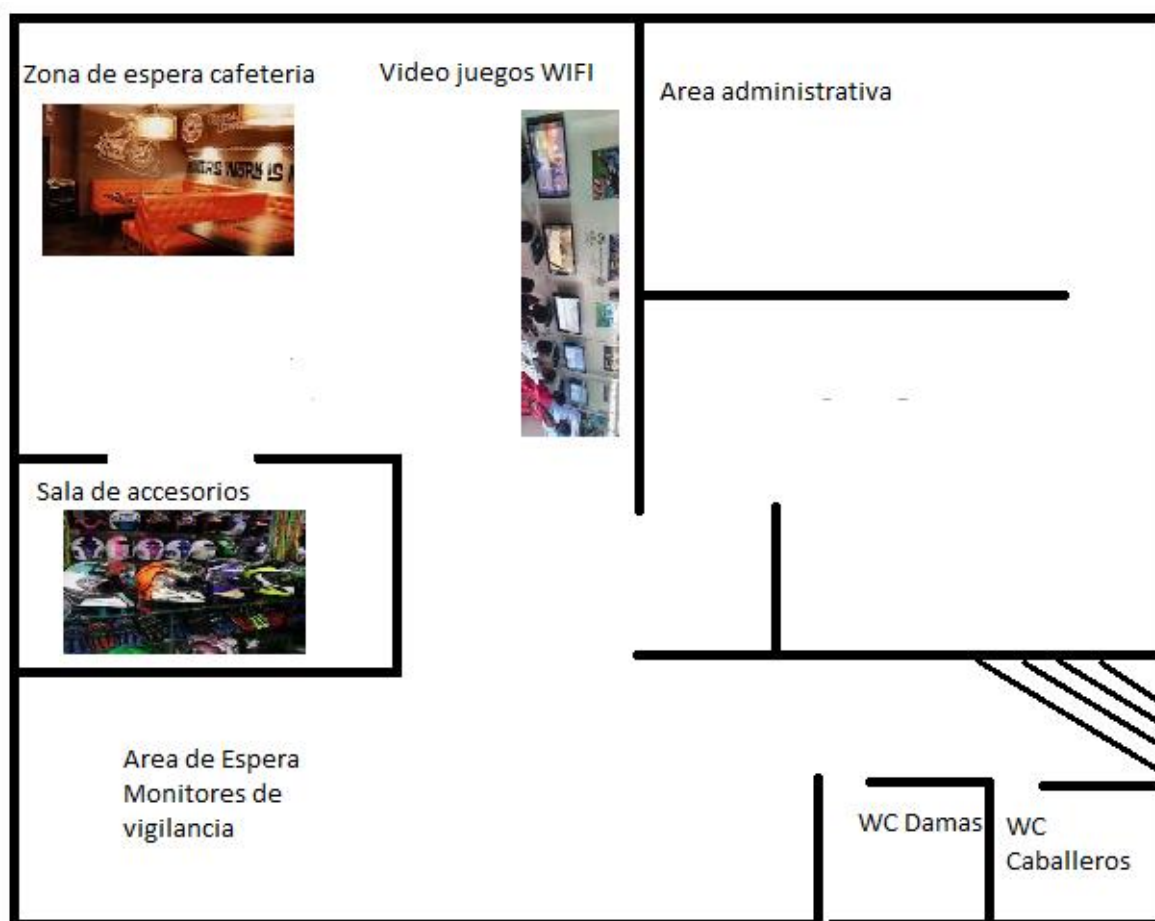 Zona de espera cafeteria
Video juegos WIFI
Area administrativa
Sala de accesorios
Area de Espera
Monitores de
vigilancia
WC Damas
WC
Caballeros